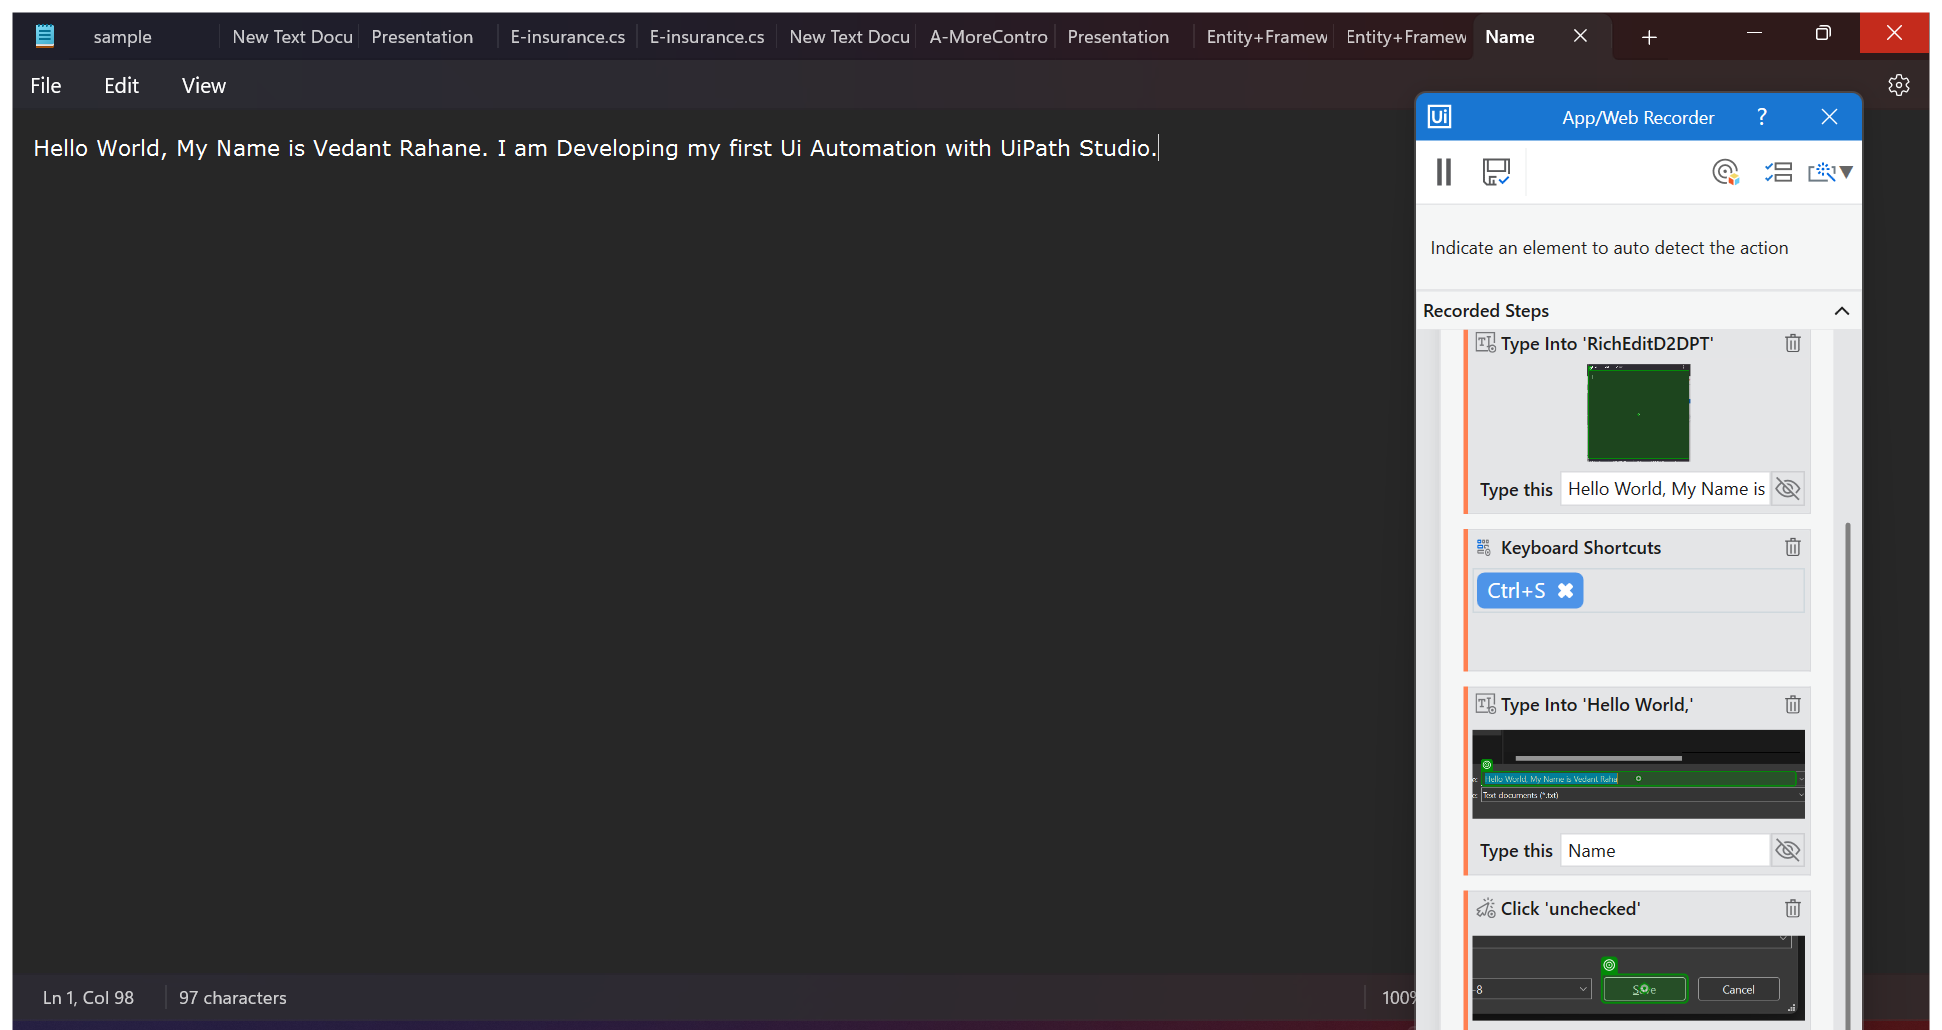 sample
New Text Docu
Presentation
E-insurance.cs
E-insurance.cs
New Text Docu
A-MoreContro
Presentation
Entity+Framew
Entity+Framew
Name
File Edit View
Hello World, My Name is Vedant Rahane. I am Developing my first Ui Automation with UiPath Studio.
Ui App/Web Recorder ?
Indicate an element to auto detect the action
Recorded Steps
Type Into 'RichEditD2DPT'
Type this Hello World, My Name is
Keyboard Shortcuts
Ctrl+S
Type Into 'Hello World,'
Hello World, My Name is Vedant Raha
Text documents (*.txt)
Type this Name
Click 'unchecked'
-8 Save Cancel
Ln 1, Col 98 97 characters 100%